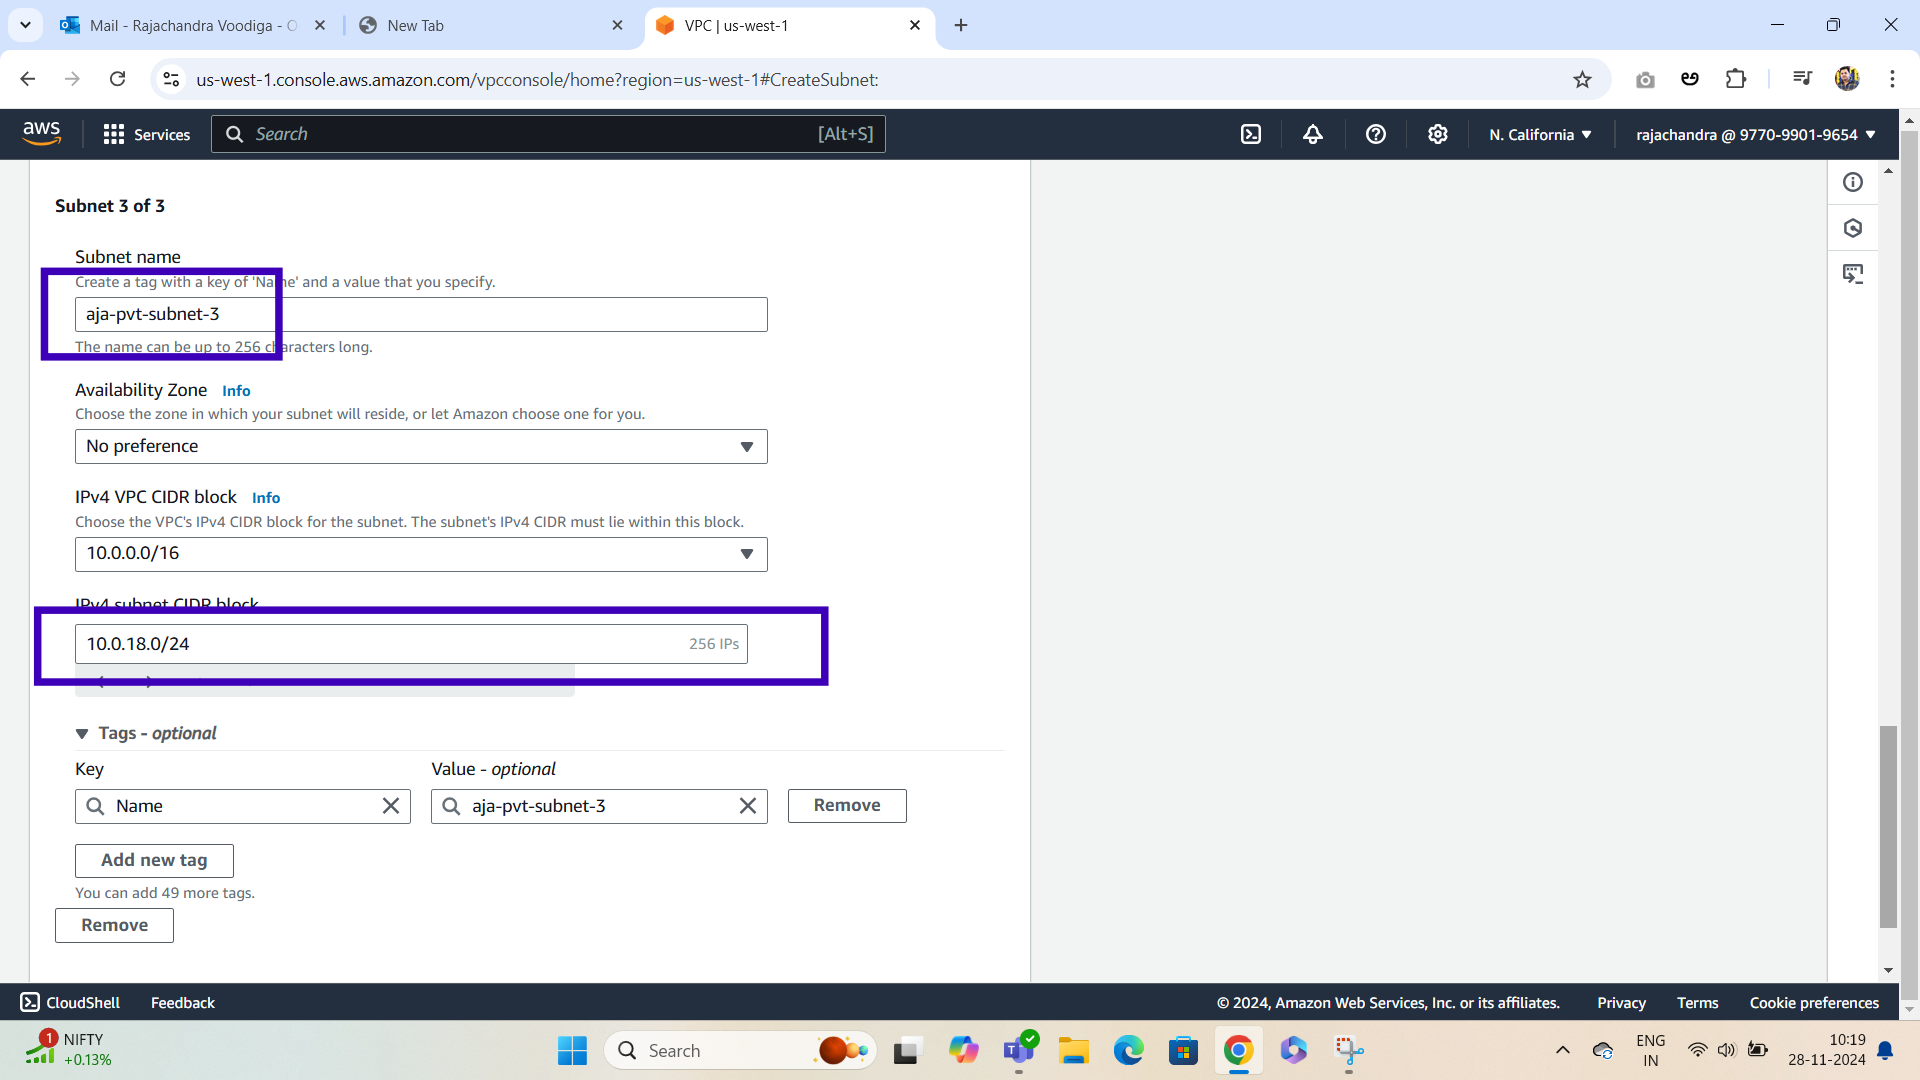 Mail - Rajachandra Voodiga - O
New Tab
VPC | us-west-1
us-west-1.console.aws.amazon.com/vpcconsole/home?region=us-west-1#CreateSubnet:
aws
Services
Search
[Alt+S]
N. California
rajachandra @ 9770-9901-9654
Subnet 3 of 3
Subnet name
Create a tag with a key of 'Name' and a value that you specify.
aja-pvt-subnet-3
The name can be up to 256 characters long.
Availability Zone Info
Choose the zone in which your subnet will reside, or let Amazon choose one for you.
No preference
IPv4 VPC CIDR block Info
Choose the VPC's IPv4 CIDR block for the subnet. The subnet's IPv4 CIDR must lie within this block.
10.0.0.0/16
IPv4 subnet CIDR block
10.0.18.0/24
256 IPs
Tags - optional
Key
Value - optional
Name
aja-pvt-subnet-3
Remove
Add new tag
You can add 49 more tags.
Remove
CloudShell
Feedback
© 2024, Amazon Web Services, Inc. or its affiliates.
Privacy
Terms
Cookie preferences
1
NIFTY
+0.13%
Search
ENG
IN
10:19
28-11-2024